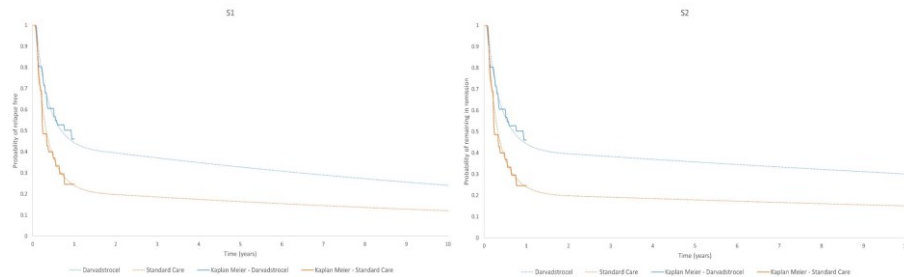 S1
Probability of relapse free
1
0.9
0.8
0.7
0.6
0.5
0.4
0.3
0.2
0.1
0
0 1 2 3 4 5 6 7 8 9 10
Time (years)
Darvadstrocel Standard Care Kaplan Meier - Darvadstrocel Kaplan Meier - Standard Care
S2
Probability of remaining in remission
1
0.9
0.8
0.7
0.6
0.5
0.4
0.3
0.2
0.1
0
0 1 2 3 4 5 6 7 8 9
Time (years)
Darvadstrocel Standard Care Kaplan Meier - Darvadstrocel Kaplan Meier - Standard Care